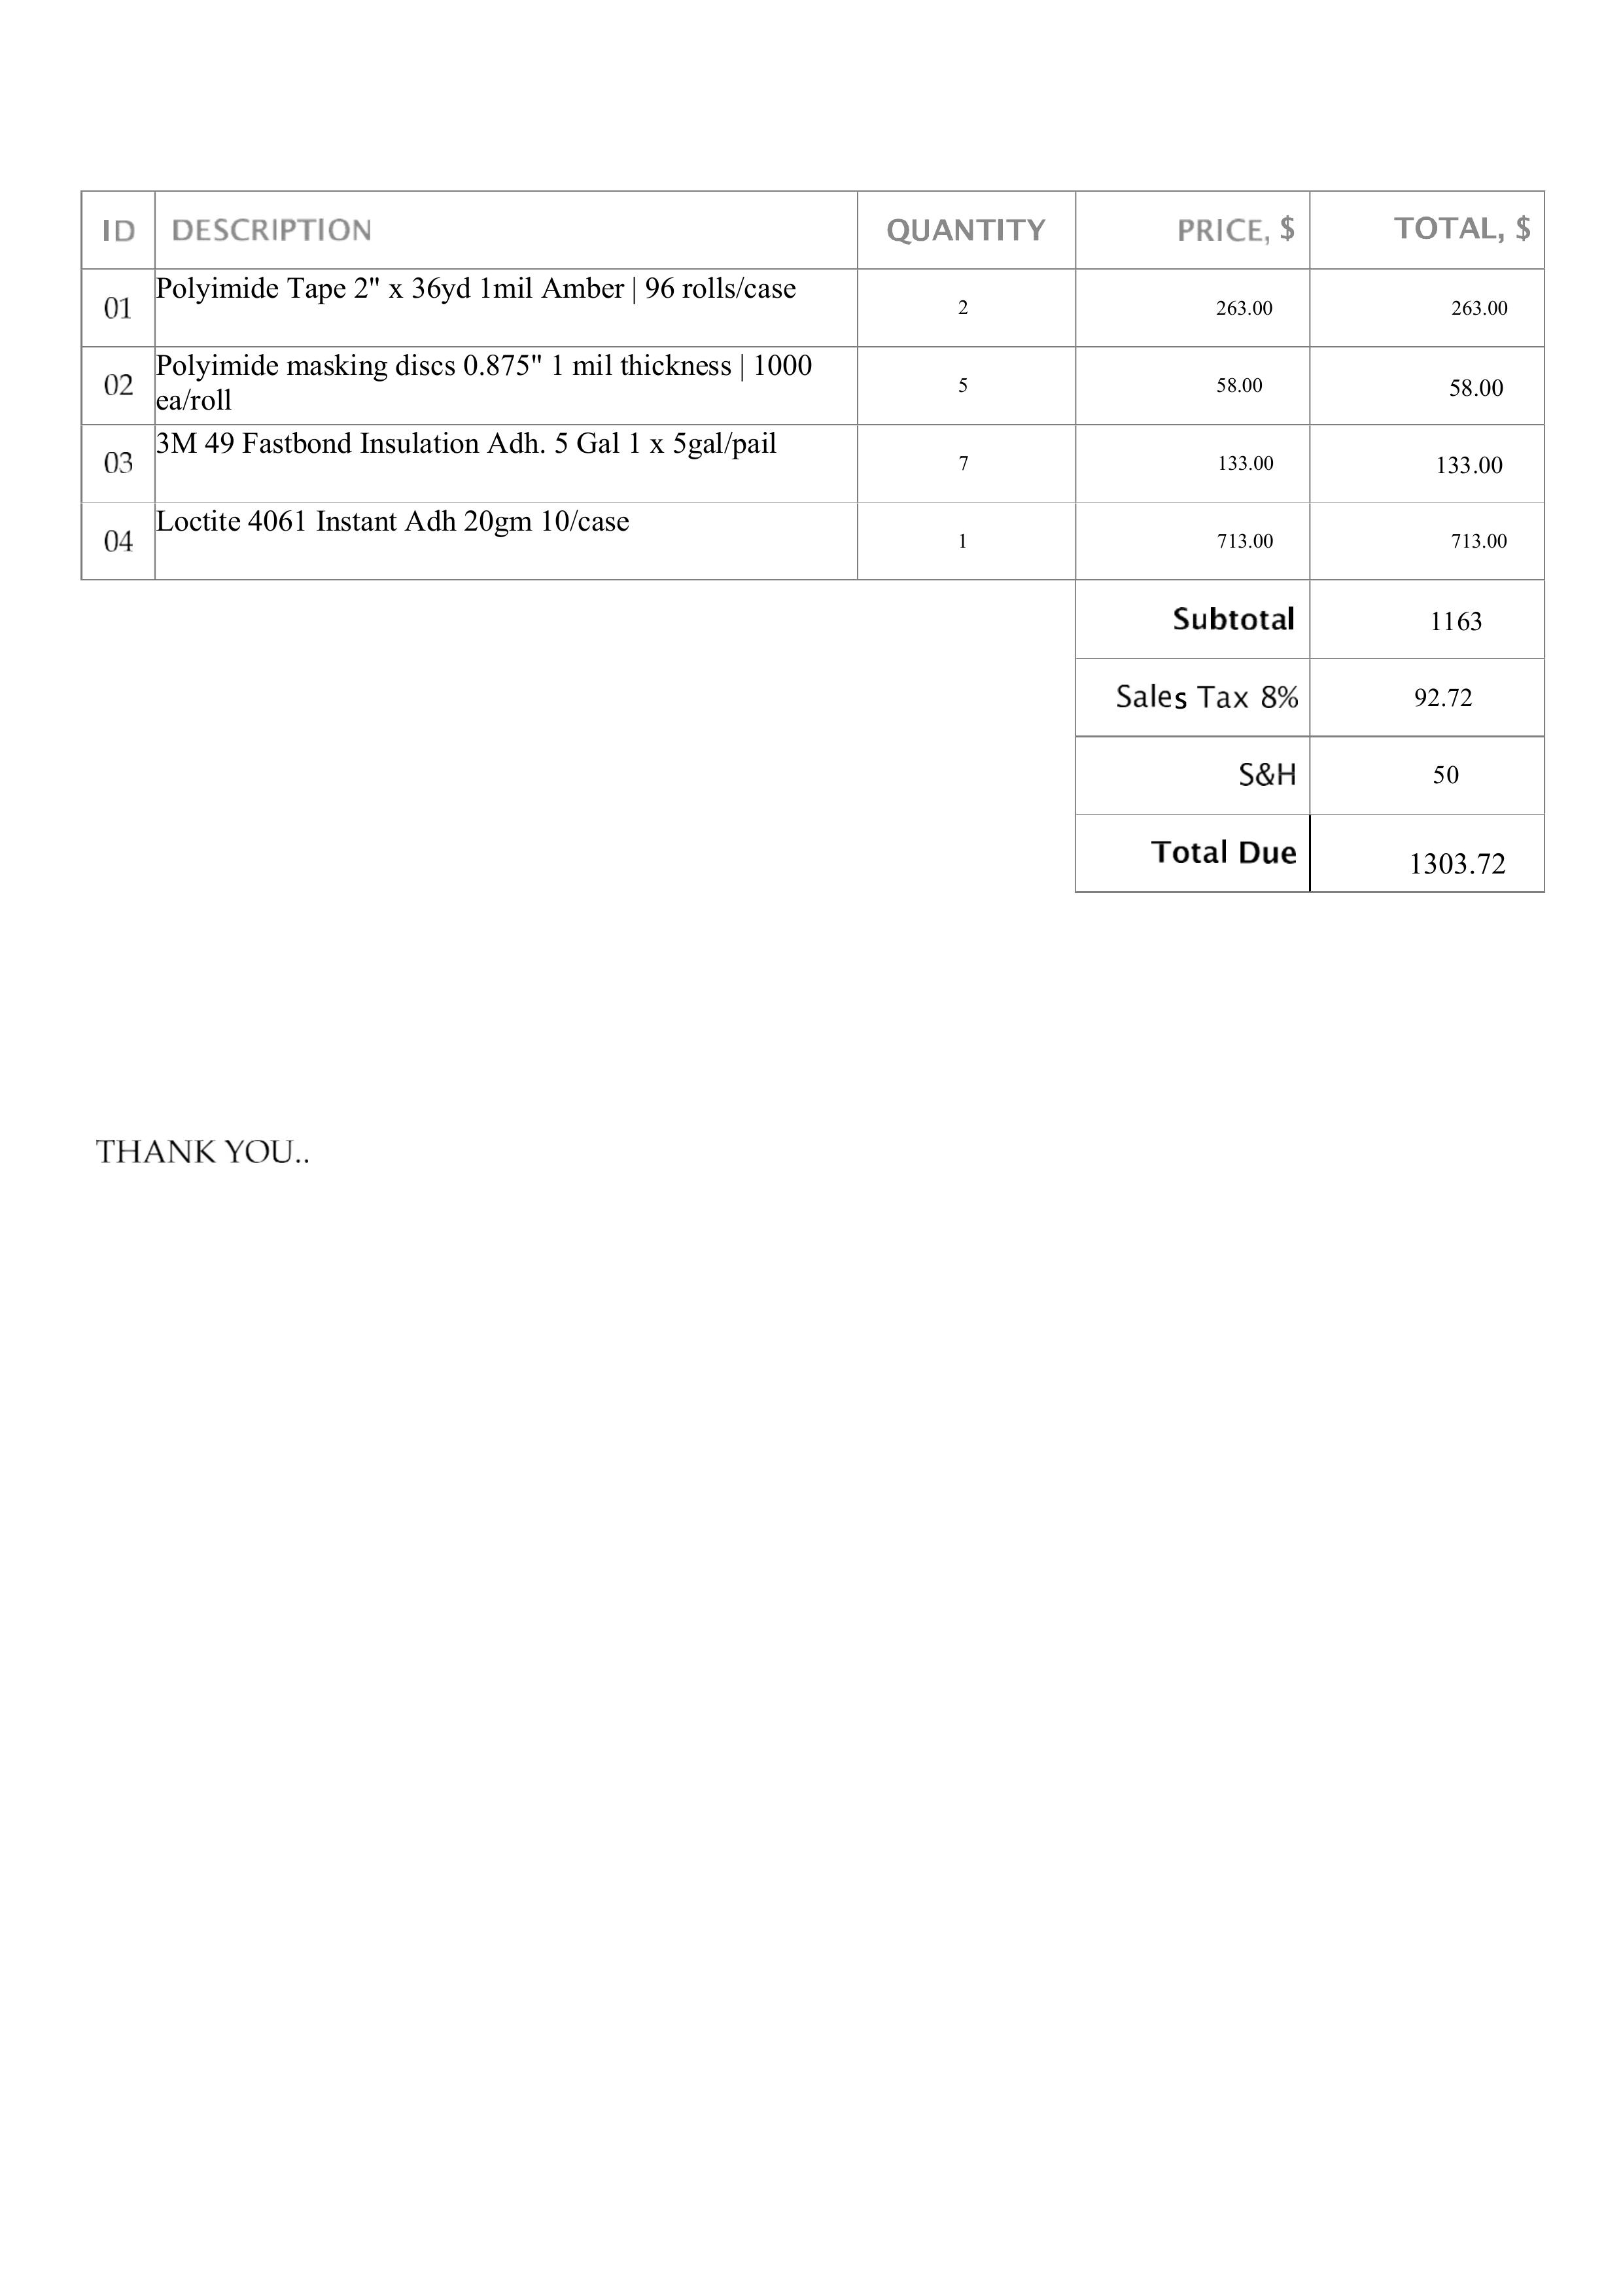 ID DESCRIPTION QUANTITY PRICE, $ TOTAL, $
01 Polyimide Tape 2" x 36yd 1mil Amber | 96 rolls/case 2 263.00 263.00
02 Polyimide masking discs 0.875" 1 mil thickness | 1000
ea/roll 5 58.00 58.00
03 3M 49 Fastbond Insulation Adh. 5 Gal 1 x 5gal/pail 7 133.00 133.00
04 Loctite 4061 Instant Adh 20gm 10/case 1 713.00 713.00
Subtotal 1163
Sales Tax 8% 92.72
S&H 50
Total Due 1303.72
THANK YOU..